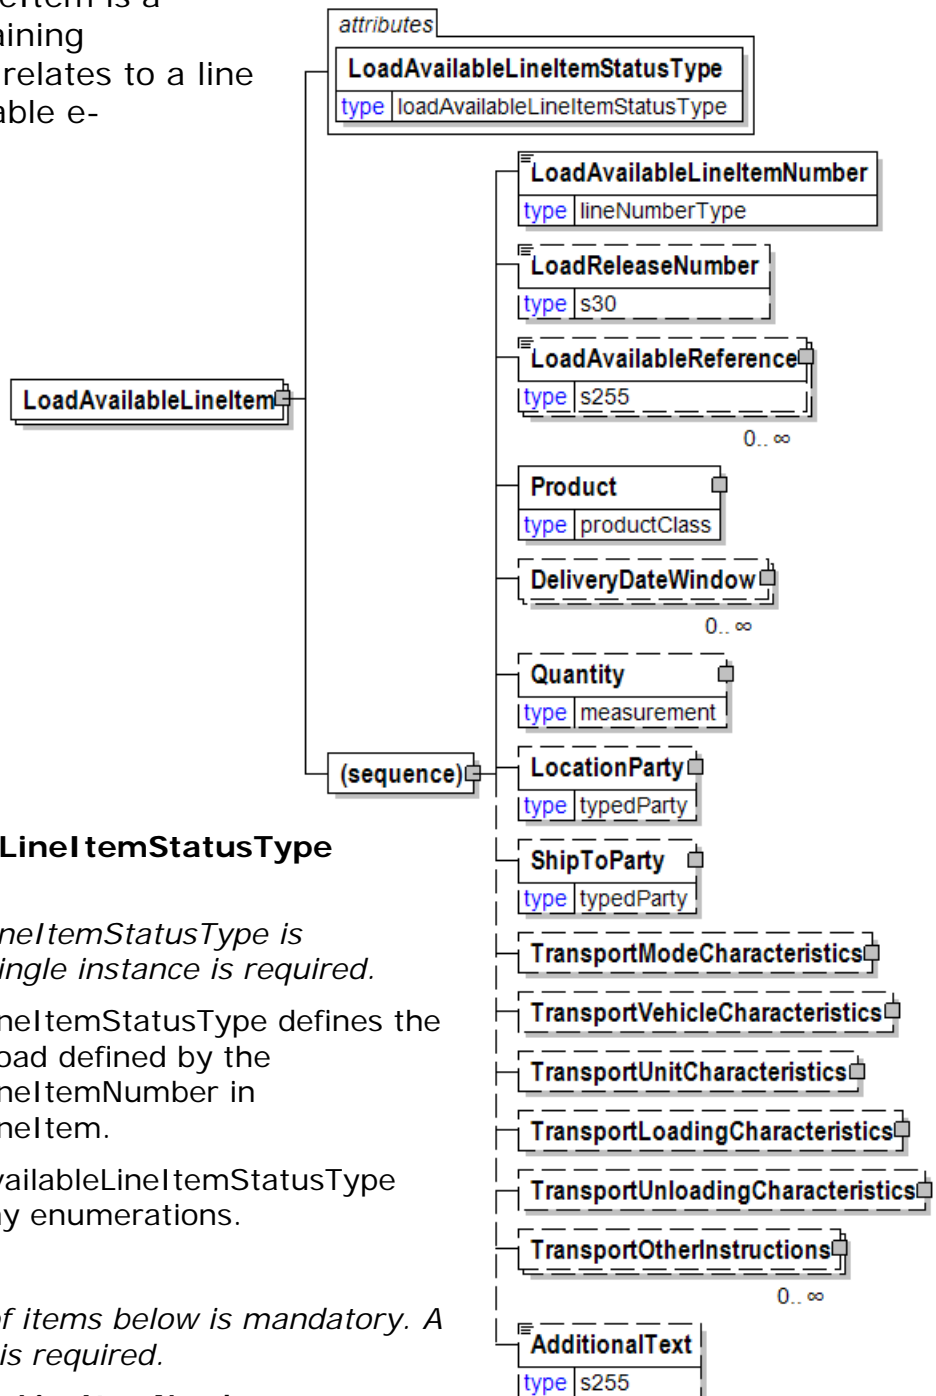 Item is a
aining
relates to a line
able e-
attributes
LoadAvailableLineItemStatusType
type loadAvailableLineItemStatusType
LoadAvailableLineItemNumber
type lineNumberType
LoadReleaseNumber
type s30
LoadAvailableReference
type s255
0.. ∞
LoadAvailableLineItem
Product
type productClass
DeliveryDateWindow
0.. ∞
Quantity
type measurement
(sequence)
LocationParty
type typedParty
ShipToParty
type typedParty
TransportModeCharacteristics
TransportVehicleCharacteristics
TransportUnitCharacteristics
TransportLoadingCharacteristics
TransportUnloadingCharacteristics
TransportOtherInstructions
0.. ∞
AdditionalText
type s255
LineItemStatusType
neItemStatusType is
ingle instance is required.
neItemStatusType defines the
oad defined by the
neItemNumber in
neItem.
vailableLineItemStatusType
ny enumerations.
of items below is mandatory. A
is required.